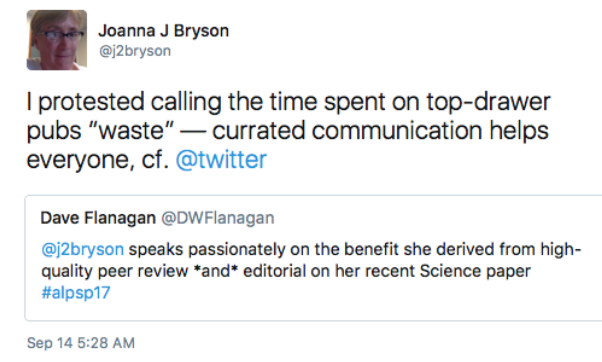 Joanna J Bryson
@j2bryson
I protested calling the time spent on top-drawer
pubs “waste” — currated communication helps
everyone, cf. @twitter
Dave Flanagan @DWFlanagan
@j2bryson speaks passionately on the benefit she derived from high-
quality peer review *and* editorial on her recent Science paper
#alpsp17
Sep 14 5:28 AM